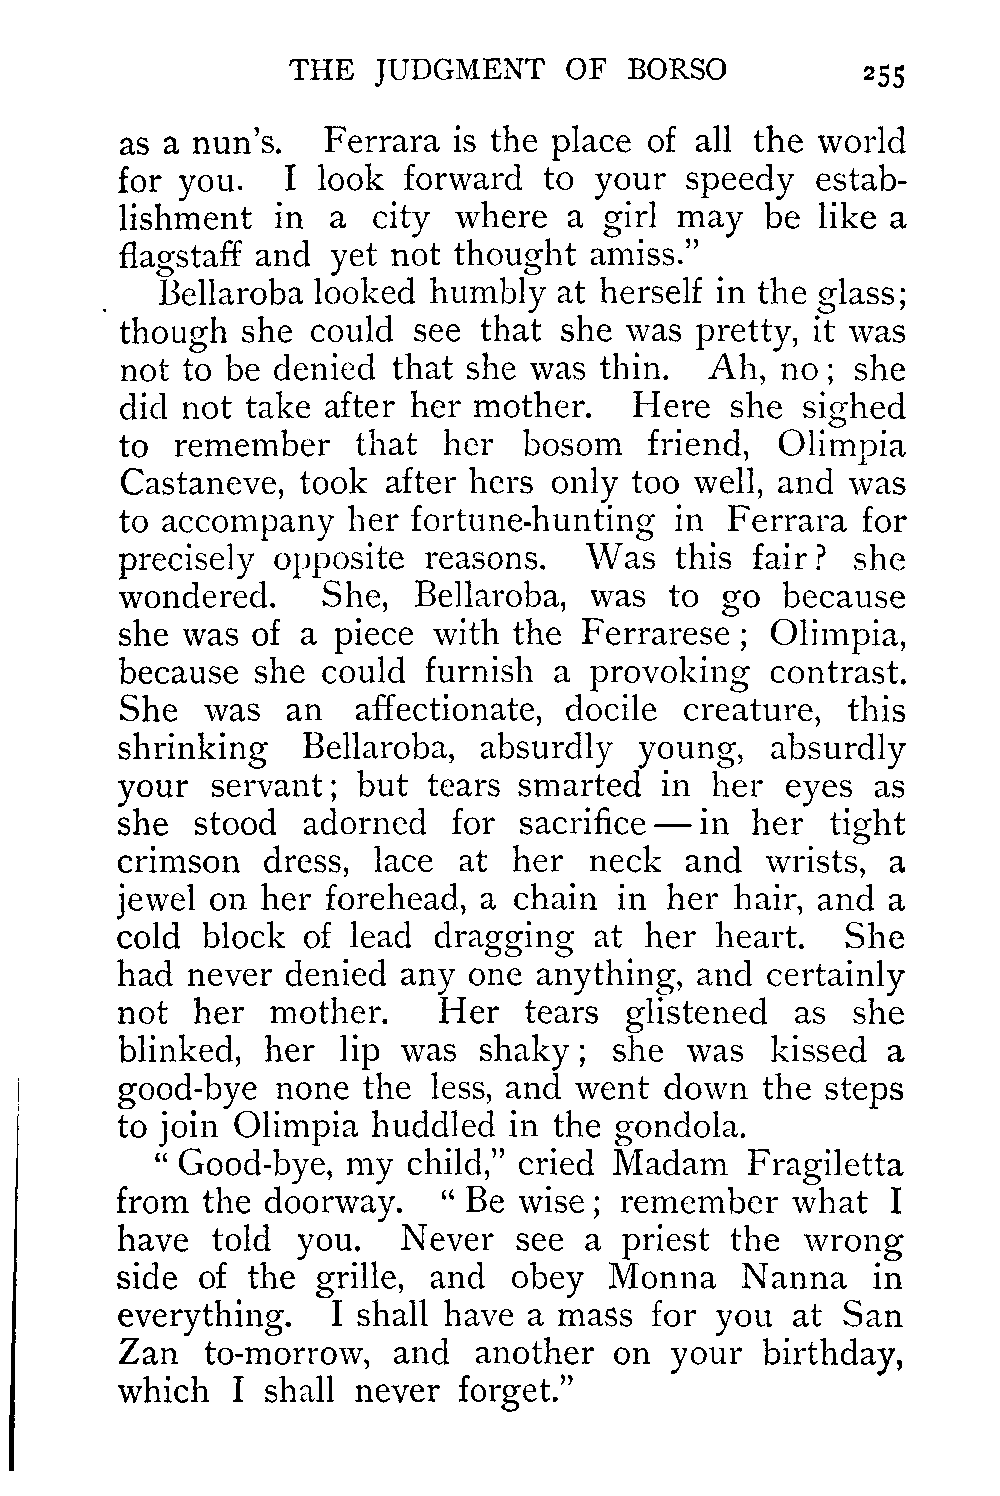 THE JUDGMENT OF BORSO 255
as a nun's. Ferrara is the place of all the world
for you. I look forward to your speedy estab-
lishment in a city where a girl may be like a
flagstaff and yet not thought amiss."
Bellaroba looked humbly at herself in the glass;
though she could see that she was pretty, it was
not to be denied that she was thin. Ah, no; she
did not take after her mother. Here she sighed
to remember that her bosom friend, Olimpia
Castaneve, took after hers only too well, and was
to accompany her fortune-hunting in Ferrara for
precisely opposite reasons. Was this fair? she
wondered. She, Bellaroba, was to go because
she was of a piece with the Ferrarese; Olimpia,
because she could furnish a provoking contrast.
She was an affectionate, docile creature, this
shrinking Bellaroba, absurdly young, absurdly
your servant; but tears smarted in her eyes as
she stood adorned for sacrifice—in her tight
crimson dress, lace at her neck and wrists, a
jewel on her forehead, a chain in her hair, and a
cold block of lead dragging at her heart. She
had never denied any one anything, and certainly
not her mother. Her tears glistened as she
blinked, her lip was shaky; she was kissed a
good-bye none the less, and went down the steps
to join Olimpia huddled in the gondola.
"Good-bye, my child," cried Madam Fragiletta
from the doorway. "Be wise; remember what I
have told you. Never see a priest the wrong
side of the grille, and obey Monna Nanna in
everything. I shall have a mass for you at San
Zan to-morrow, and another on your birthday,
which I shall never forget."